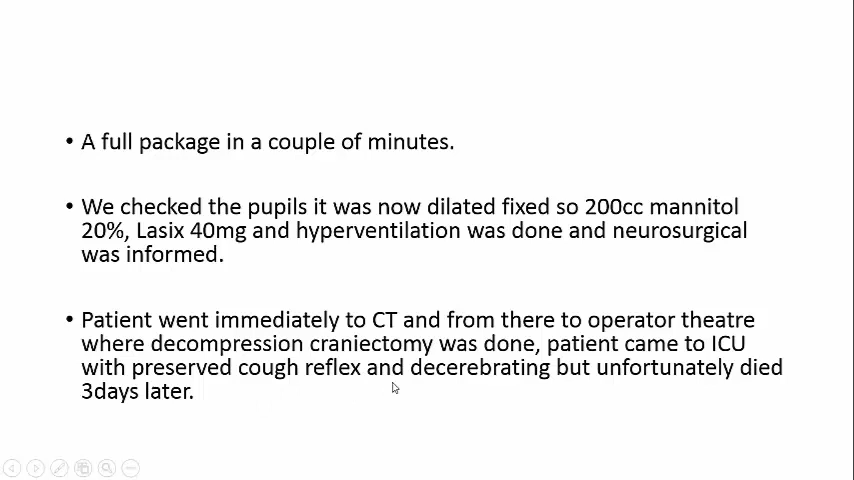 • A full package in a couple of minutes.
• We checked the pupils it was now dilated fixed so 200cc mannitol
20%, Lasix 40mg and hyperventilation was done and neurosurgical
was informed.
• Patient went immediately to CT and from there to operator theatre
where decompression craniectomy was done, patient came to ICU
with preserved cough reflex and decerebrating but unfortunately died
3days later.